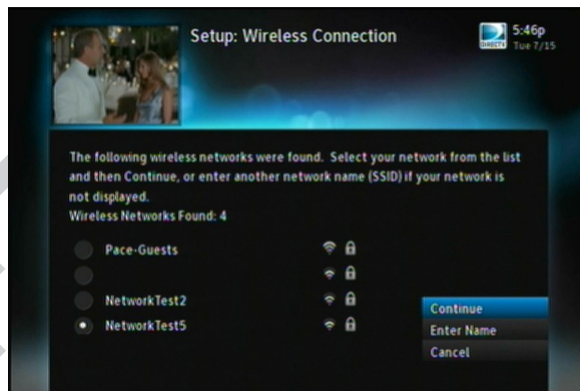 Setup: Wireless Connection
DIRECTV
5:46p
Tue 7/15
The following wireless networks were found. Select your network from the list
and then Continue, or enter another network name (SSID) if your network is
not displayed.
Wireless Networks Found: 4
Pace-Guests
NetworkTest2
NetworkTest5
Continue
Enter Name
Cancel